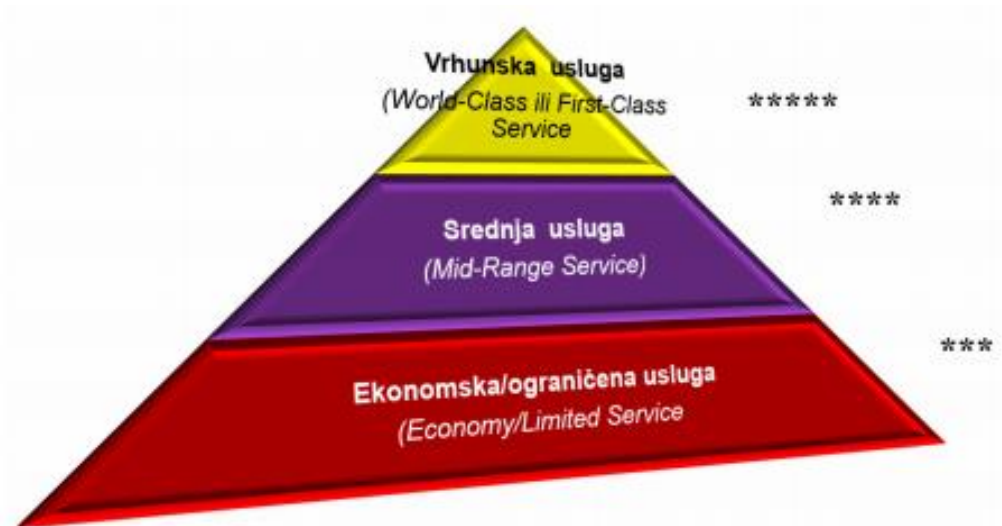 Vrhunska usluga
(World-Class ili First-Class
Service
*****
****
Srednja usluga
(Mid-Range Service)
***
Ekonomska/ograničena usluga
(Economy/Limited Service